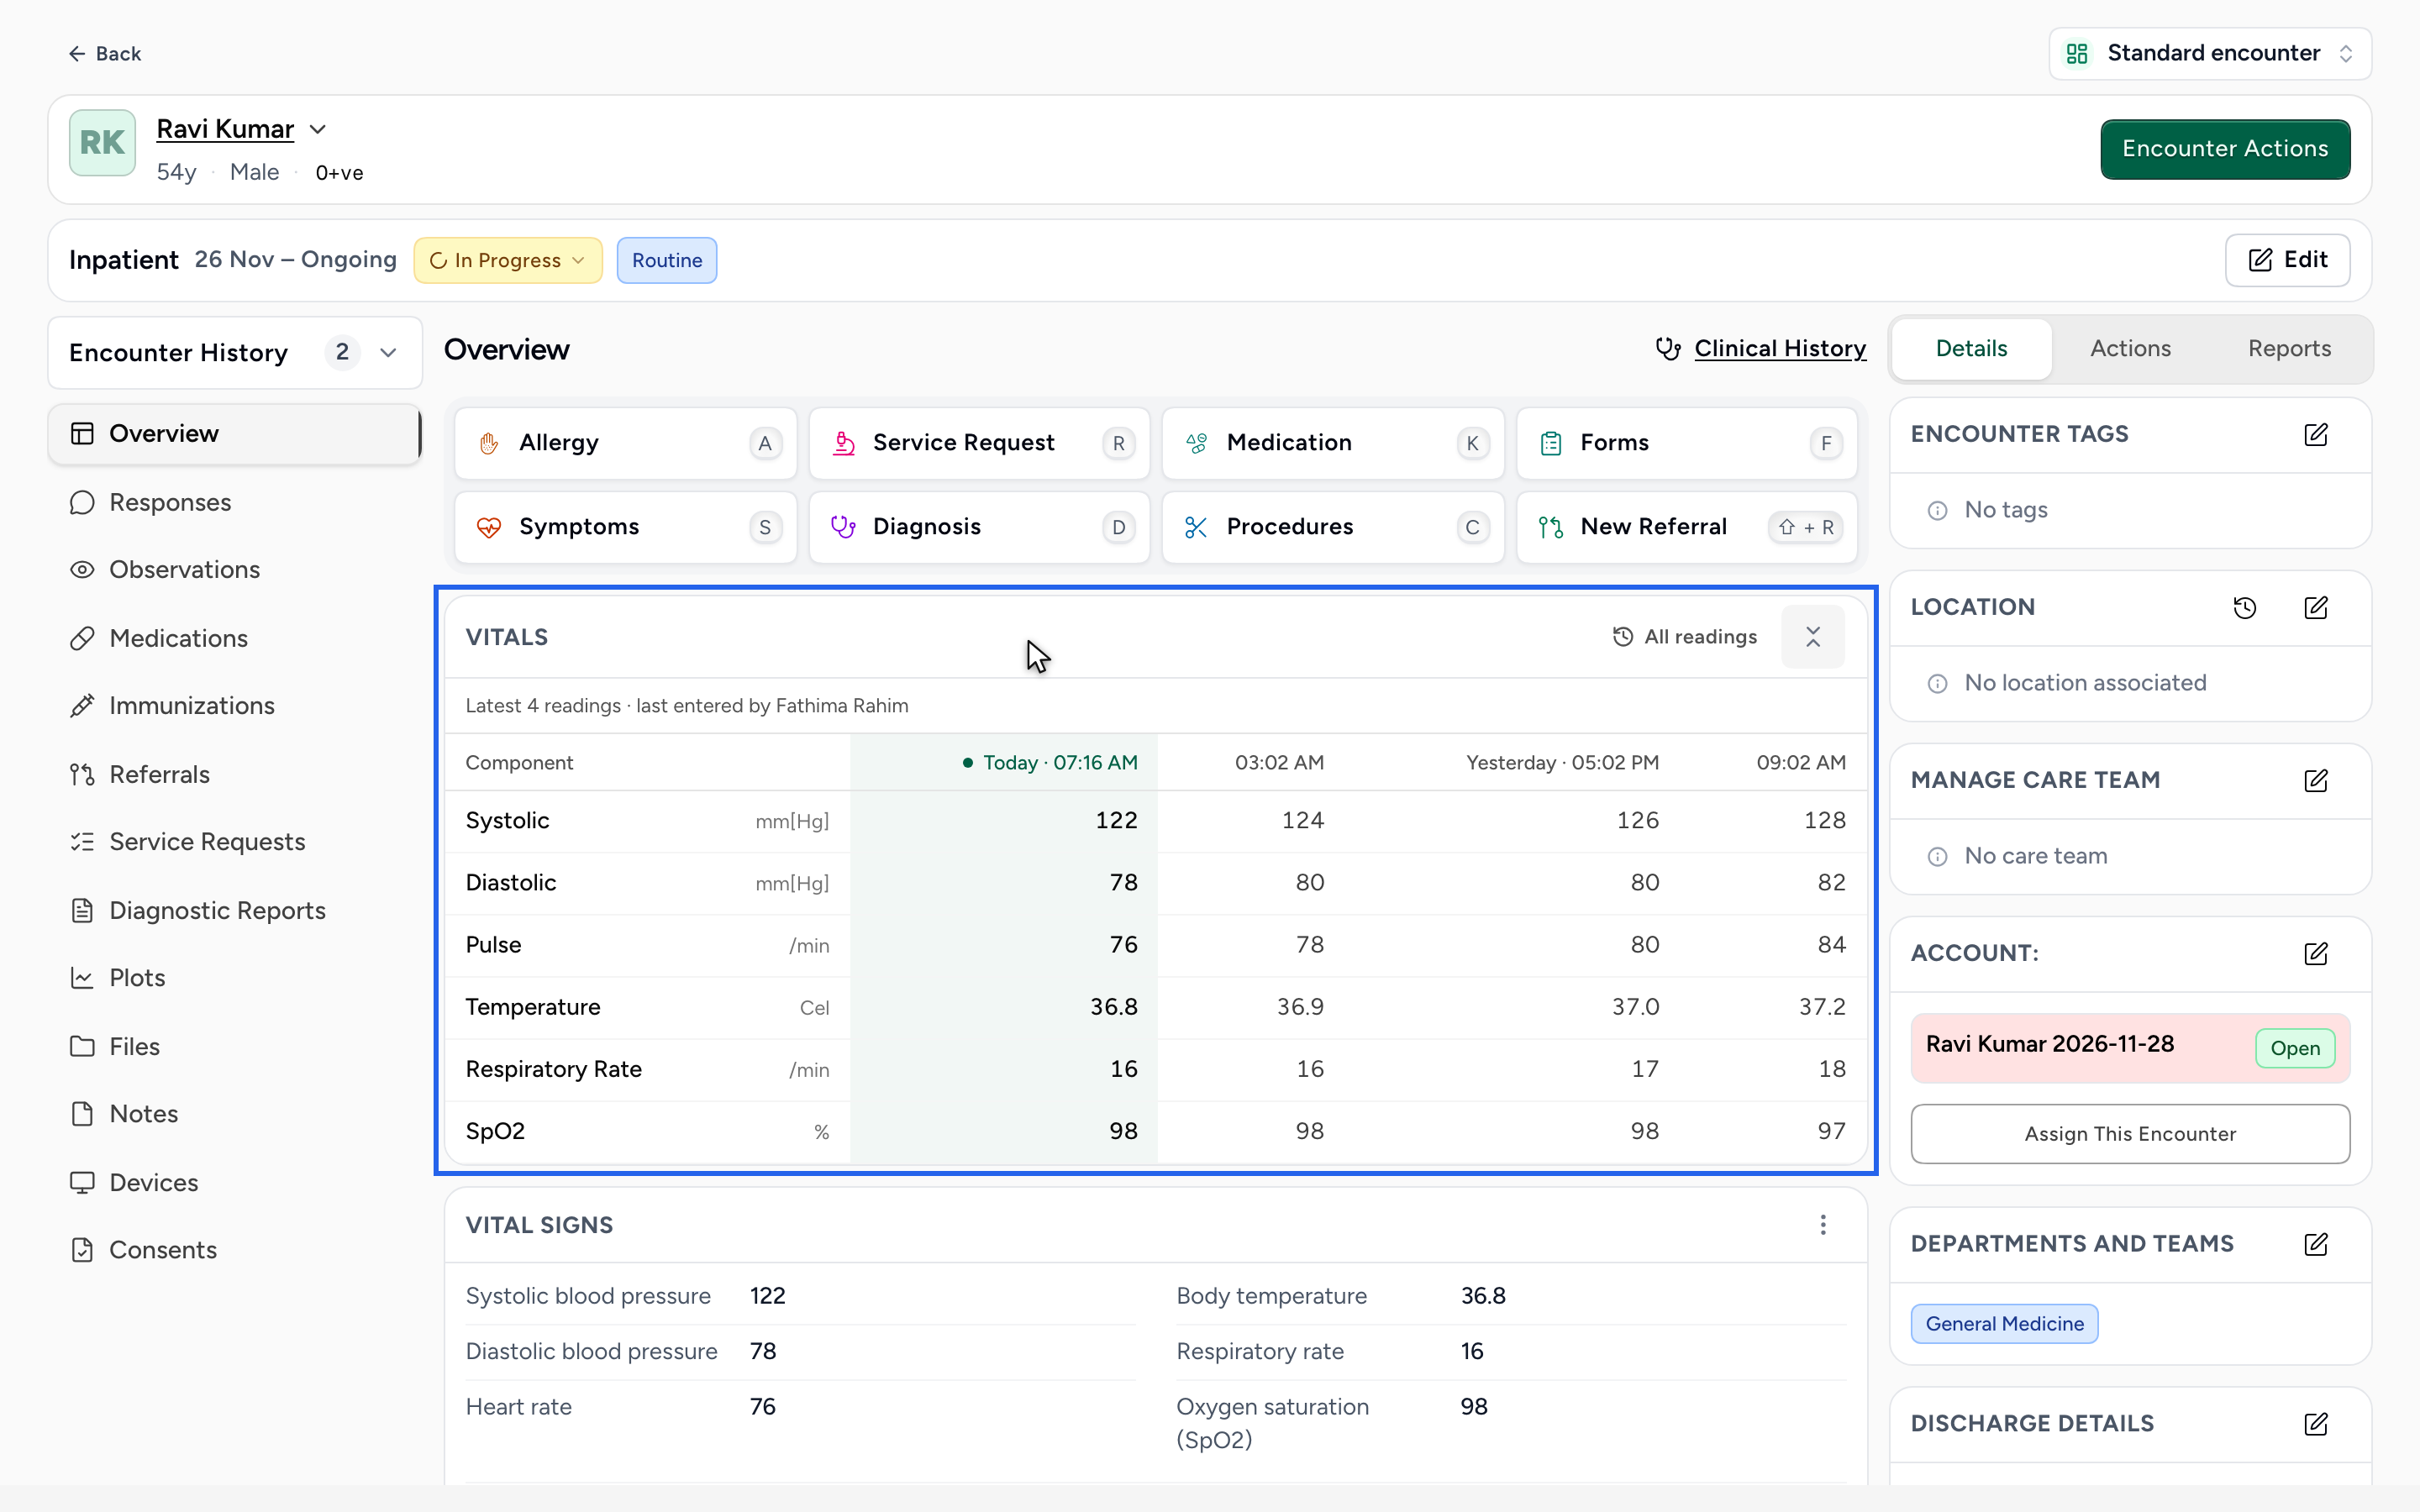 Back
Standard encounter
RK
Ravi Kumar
54y · Male · 0+ve
Encounter Actions
Inpatient 26 Nov – Ongoing In Progress Routine
Edit
Encounter History 2
Overview
Responses
Observations
Medications
Immunizations
Referrals
Service Requests
Diagnostic Reports
Plots
Files
Notes
Devices
Consents
Overview
Clinical History
Allergy A
Service Request R
Medication K
Forms F
Symptoms S
Diagnosis D
Procedures C
New Referral ⇧ + R
VITALS
All readings
Latest 4 readings · last entered by Fathima Rahim
Component Today · 07:16 AM 03:02 AM Yesterday · 05:02 PM 09:02 AM
Systolic mm[Hg] 122 124 126 128
Diastolic mm[Hg] 78 80 80 82
Pulse /min 76 78 80 84
Temperature Cel 36.8 36.9 37.0 37.2
Respiratory Rate /min 16 16 17 18
SpO2 % 98 98 98 97
VITAL SIGNS
Systolic blood pressure 122
Body temperature 36.8
Diastolic blood pressure 78
Respiratory rate 16
Heart rate 76
Oxygen saturation 98
(SpO2)
Details Actions Reports
ENCOUNTER TAGS
No tags
LOCATION
No location associated
MANAGE CARE TEAM
No care team
ACCOUNT:
Ravi Kumar 2026-11-28 Open
Assign This Encounter
DEPARTMENTS AND TEAMS
General Medicine
DISCHARGE DETAILS